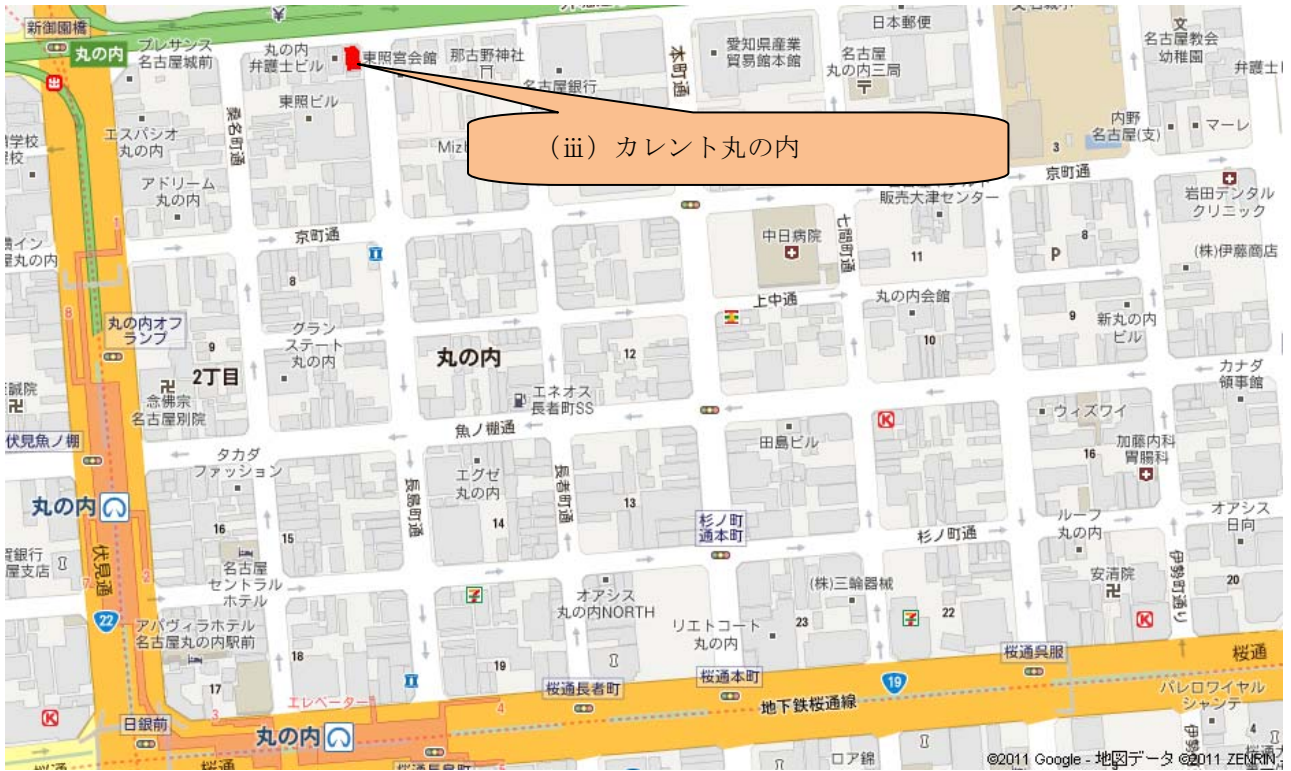 新御園橋
丸の内
プレサンス
名古屋城前
丸の内
弁護士ビル
東照宮会館
那古野神社
名古屋銀行
本町通
愛知県産業
貿易館本館
日本郵便
名古屋
丸の内三局
文
名古屋教会
幼稚園
出
東照ビル
桑名町通
エスパシオ
丸の内
アドリーム
丸の内
(ⅲ)カレント丸の内
内野
名古屋(支)
マーレ
3
京町通
岩田デンタル
クリニック
販売大津センター
1
京町通
中日病院
七間町通
11
8
P
(株)伊藤商店
8
8
上中通
丸の内会館
丸の内オフ
ランプ
グラン
ステート
丸の内
9
2丁目
丸の内
12
10
9
新丸の内
ビル
カナダ
領事館
念佛宗
名古屋別院
エネオス
長者町SS
伏見魚ノ棚
魚ノ棚通
K
田島ビル
ウィズワイ
タカダ
ファッション
エグゼ
丸の内
16
加藤内科
胃腸科
丸の内
長島町通
長者町通
13
14
15
16
杉ノ町
通本町
杉ノ町通
ルーフ
丸の内
オアシス
日向
伏見通
7
2
名古屋
セントラル
ホテル
オアシス
丸の内NORTH
(株)三輪器械
安清院
伊勢町通り
20
22
アパヴィラホテル
名古屋丸の内駅前
リエトコート
丸の内
23
22
K
18
19
17
桜通長者町
桜通本町
19
桜通呉服
桜通
エレベーター
地下鉄桜通線
パレロワイヤル
シャンテ
K
日銀前
3
4
丸の内
桜通
ロア錦
©2011 Google - 地図データ ©2011 ZENRIN